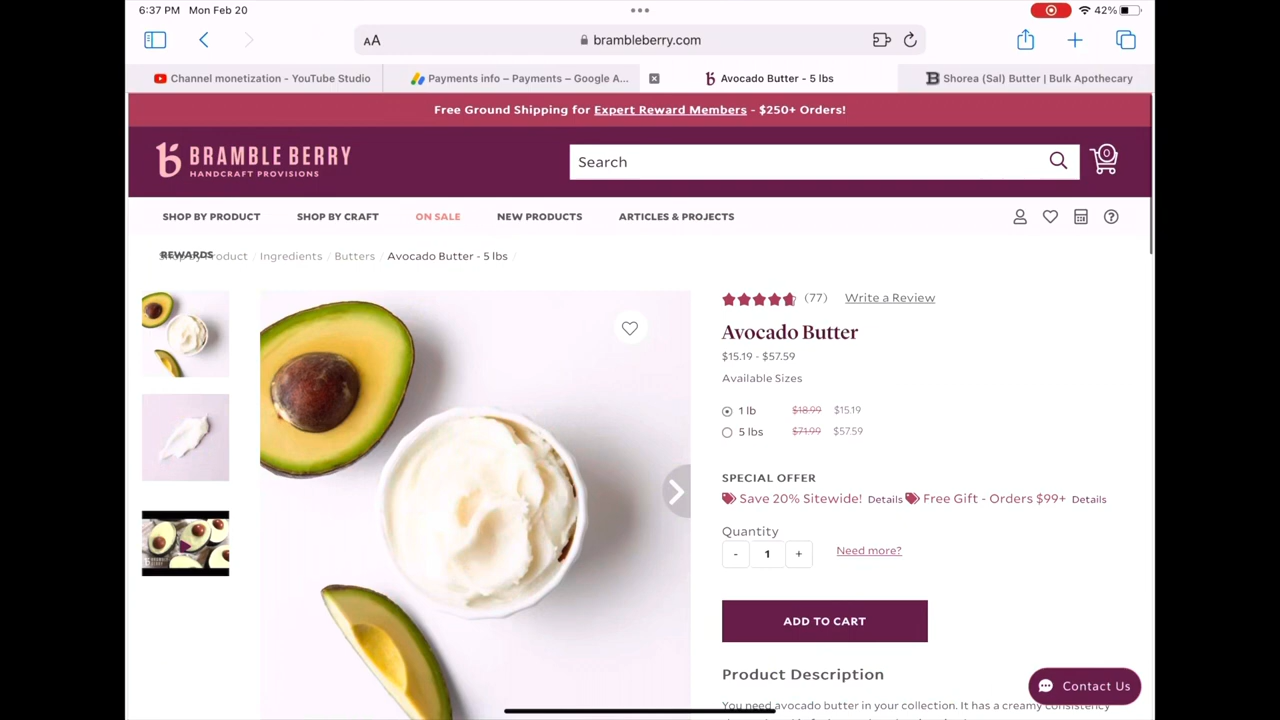 6:37 PM Mon Feb 20
42%
AA
brambleberry.com
Channel monetization - YouTube Studio
Payments info – Payments – Google A...
Avocado Butter - 5 lbs
Shorea (Sal) Butter | Bulk Apothecary
Free Ground Shipping for Expert Reward Members - $250+ Orders!
BRAMBLE BERRY
HANDCRAFT PROVISIONS
Search
0
SHOP BY PRODUCT
SHOP BY CRAFT
ON SALE
NEW PRODUCTS
ARTICLES & PROJECTS
REWARDS
Shop by Product / Ingredients / Butters / Avocado Butter - 5 lbs /
(77) Write a Review
Avocado Butter
$15.19 - $57.59
Available Sizes
1 lb $18.99 $15.19
5 lbs $71.99 $57.59
SPECIAL OFFER
Save 20% Sitewide! Details Free Gift - Orders $99+ Details
Quantity
- 1 + Need more?
ADD TO CART
Product Description
Contact Us
You need avocado butter in your collection. It has a creamy consistency